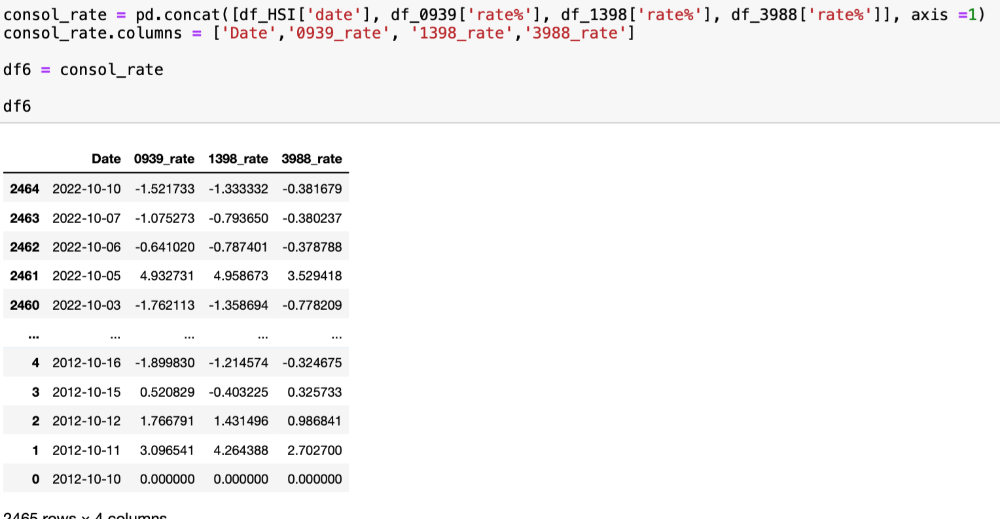 consol_rate = pd.concat([df_HSI['date'], df_0939['rate%'], df_1398['rate%'], df_3988['rate%']], axis =1)
consol_rate.columns = ['Date','0939_rate', '1398_rate','3988_rate']
df6 = consol_rate
df6
Date 0939_rate 1398_rate 3988_rate
2464 2022-10-10 -1.521733 -1.333332 -0.381679
2463 2022-10-07 -1.075273 -0.793650 -0.380237
2462 2022-10-06 -0.641020 -0.787401 -0.378788
2461 2022-10-05 4.932731 4.958673 3.529418
2460 2022-10-03 -1.762113 -1.358694 -0.778209
... ... ... ... ...
4 2012-10-16 -1.899830 -1.214574 -0.324675
3 2012-10-15 0.520829 -0.403225 0.325733
2 2012-10-12 1.766791 1.431496 0.986841
1 2012-10-11 3.096541 4.264388 2.702700
0 2012-10-10 0.000000 0.000000 0.000000
2465 rows × 4 columns